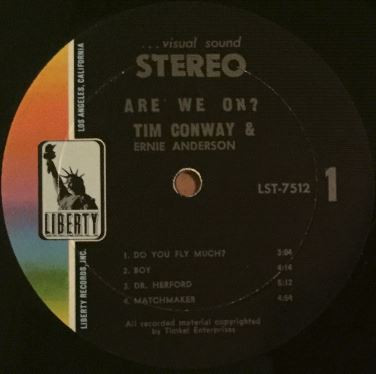 ...visual sound
STEREO
ARE WE ON?
TIM CONWAY &
ERNIE ANDERSON
LST-7512 1
LOS ANGELES, CALIFORNIA
LIBERTY
LIBERTY RECORDS, INC.
1. DO YOU FLY MUCH? 3:04
2. BOY 4:14
3. DR. HERFORD 5:12
4. MATCHMAKER 4:54
All recorded material copyrighted
by Timkel Enterprises